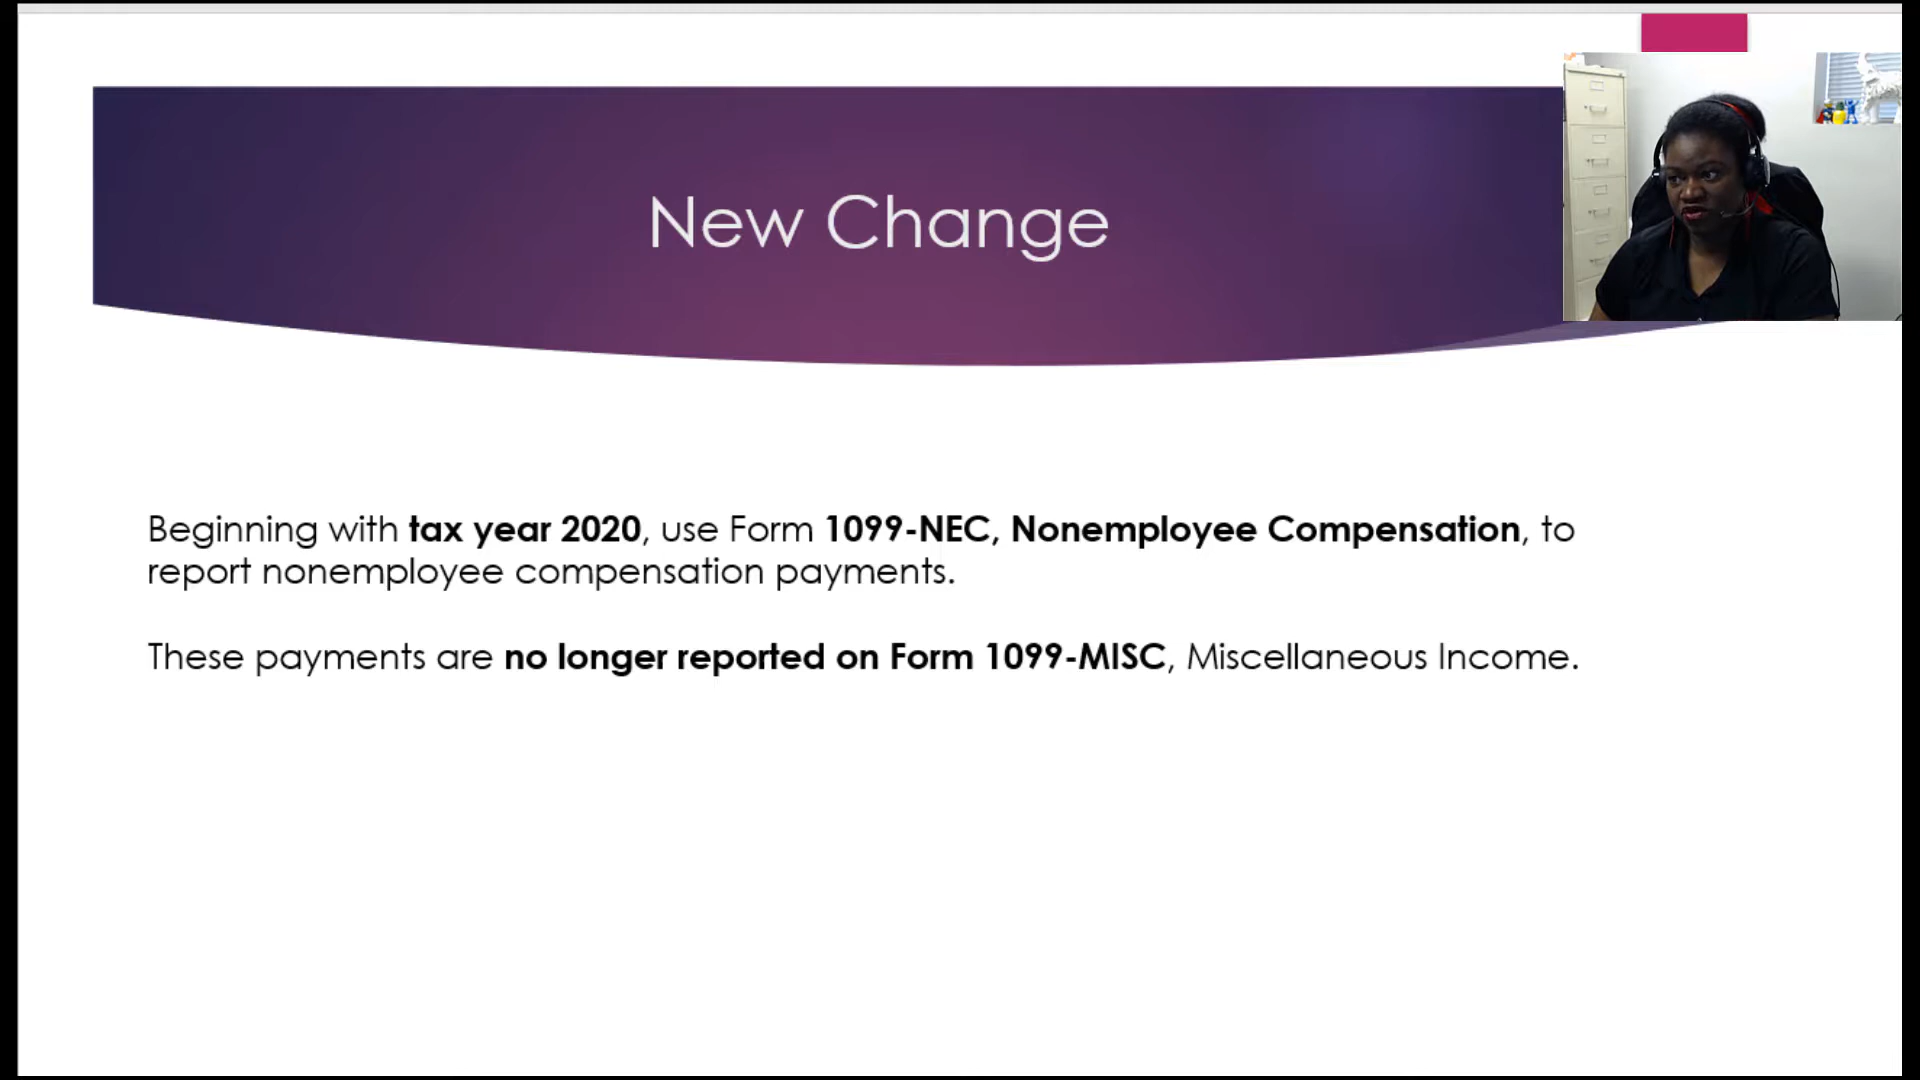 New Change
Beginning with tax year 2020, use Form 1099-NEC, Nonemployee Compensation, to
report nonemployee compensation payments.
These payments are no longer reported on Form 1099-MISC, Miscellaneous Income.